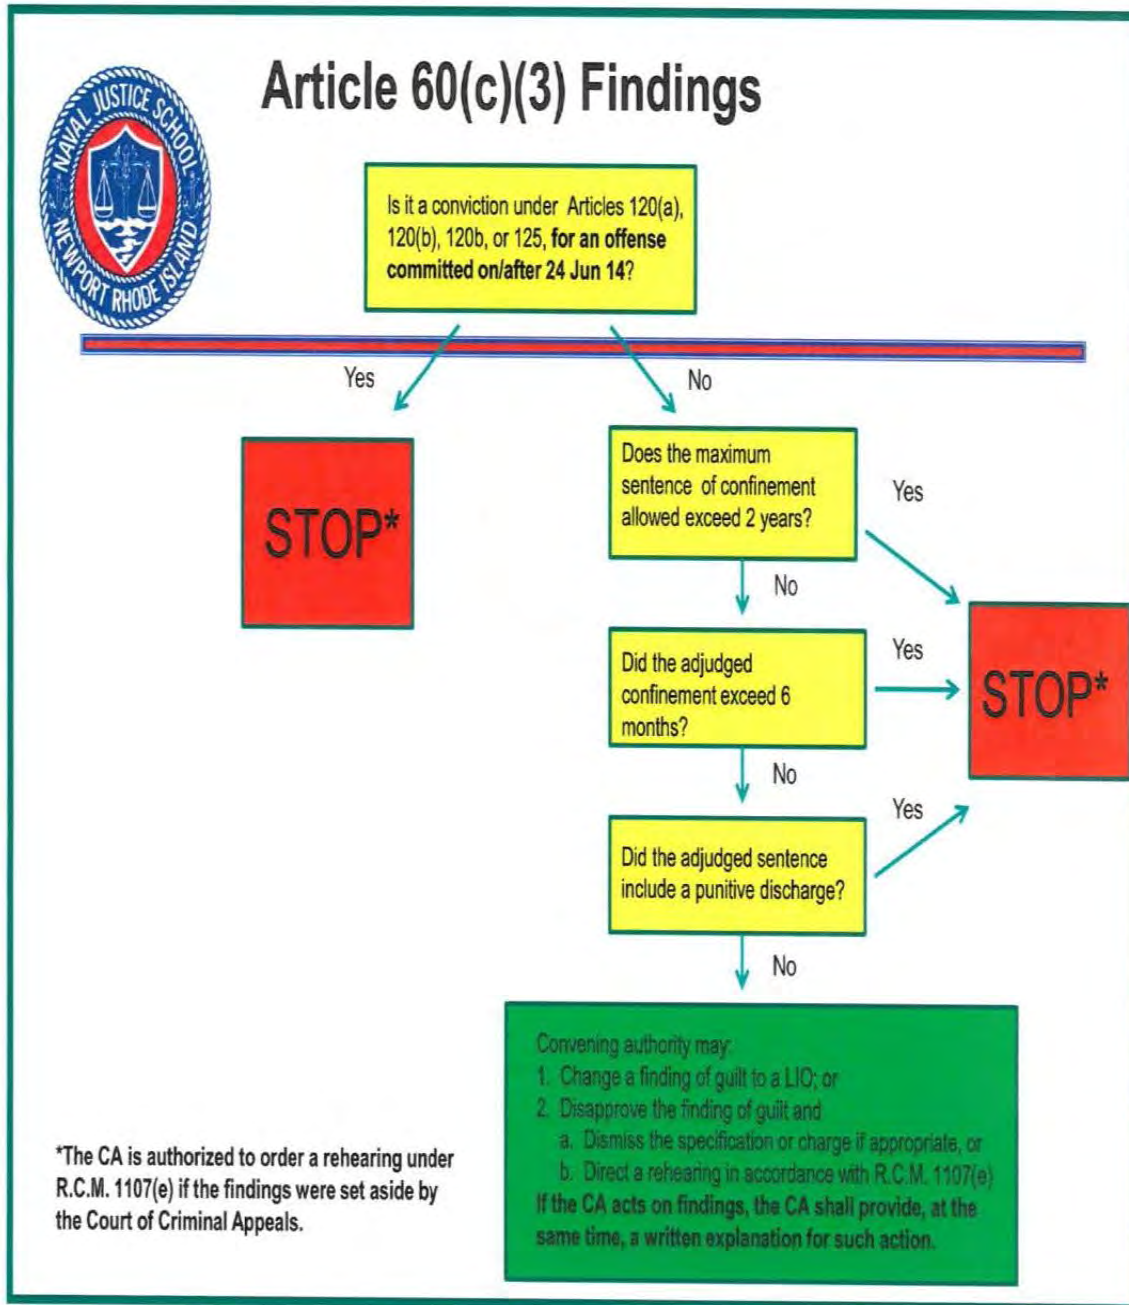 Article 60(c)(3) Findings
NAVAL JUSTICE SCHOOL
NEWPORT RHODE ISLAND
Is it a conviction under Articles 120(a),
120(b), 120b, or 125, for an offense
committed on/after 24 Jun 14?
Yes
No
STOP*
Does the maximum
sentence of confinement
allowed exceed 2 years?
Yes
No
Did the adjudged
confinement exceed 6
months?
Yes
STOP*
No
Did the adjudged sentence
include a punitive discharge?
Yes
No
Convening authority may:
1. Change a finding of guilt to a LIO; or
2. Disapprove the finding of guilt and
a. Dismiss the specification or charge if appropriate, or
b. Direct a rehearing in accordance with R.C.M. 1107(e)
If the CA acts on findings, the CA shall provide, at the
same time, a written explanation for such action.
*The CA is authorized to order a rehearing under
R.C.M. 1107(e) if the findings were set aside by
the Court of Criminal Appeals.